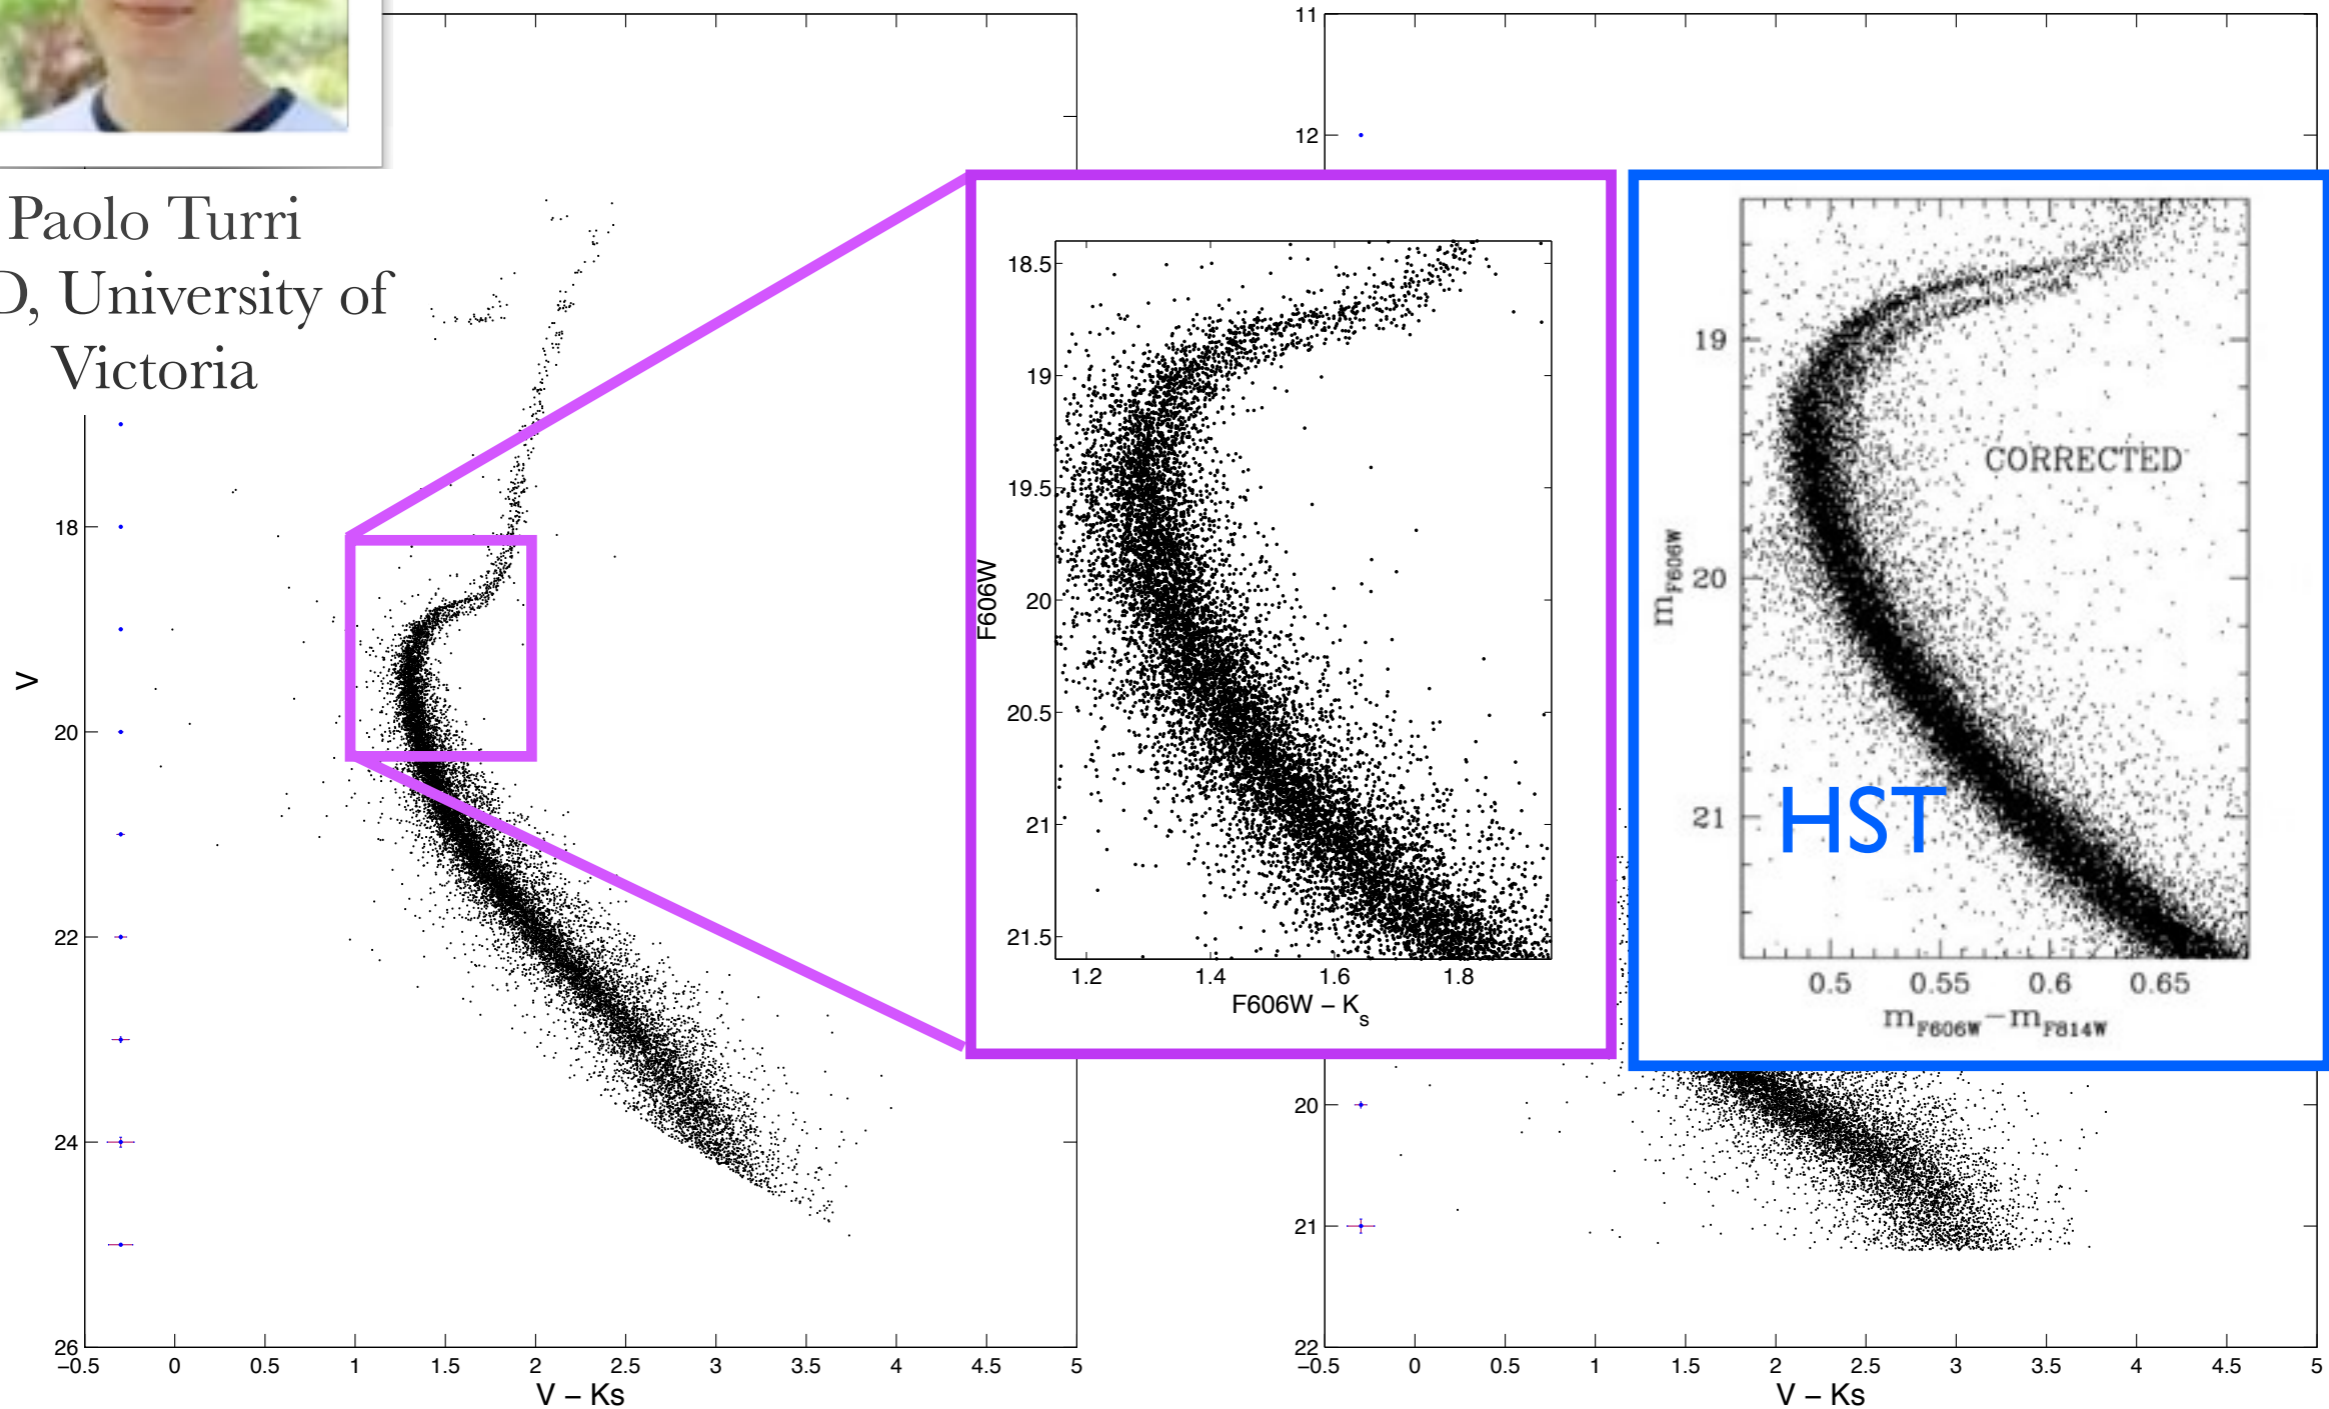 Paolo Turri
D, University of
Victoria
V
18
20
22
24
26
−0.5 0 0.5 1 1.5 2 2.5 3 3.5 4 4.5 5
V − Ks
F606W
18.5
19
19.5
20
20.5
21
21.5
1.2 1.4 1.6 1.8
F606W − Ks
mF606W
19
20
21
CORRECTED
HST
0.5 0.55 0.6 0.65
mF606W−mF814W
11
12
20
21
22
−0.5 0 0.5 1 1.5 2 2.5 3 3.5 4 4.5 5
V − Ks